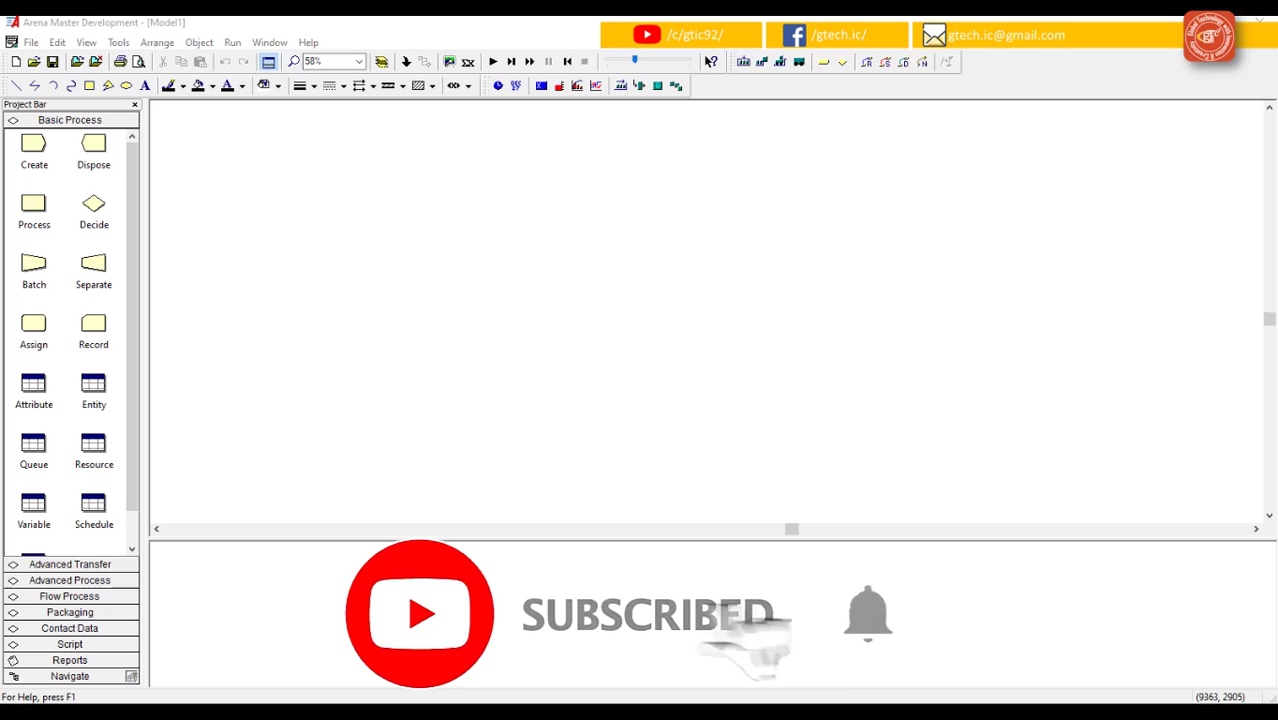 Arena Master Development - [Model1]
/c/gtic92/
/gtech.ic/
gtech.ic@gmail.com
File Edit View Tools Arrange Object Run Window Help
58%
Project Bar
Basic Process
Create Dispose
Process Decide
Batch Separate
Assign Record
Attribute Entity
Queue Resource
Variable Schedule
Advanced Transfer
Advanced Process
Flow Process
Packaging
Contact Data
Script
Reports
Navigate
SUBSCRIBED
For Help, press F1
(9363, 2905)